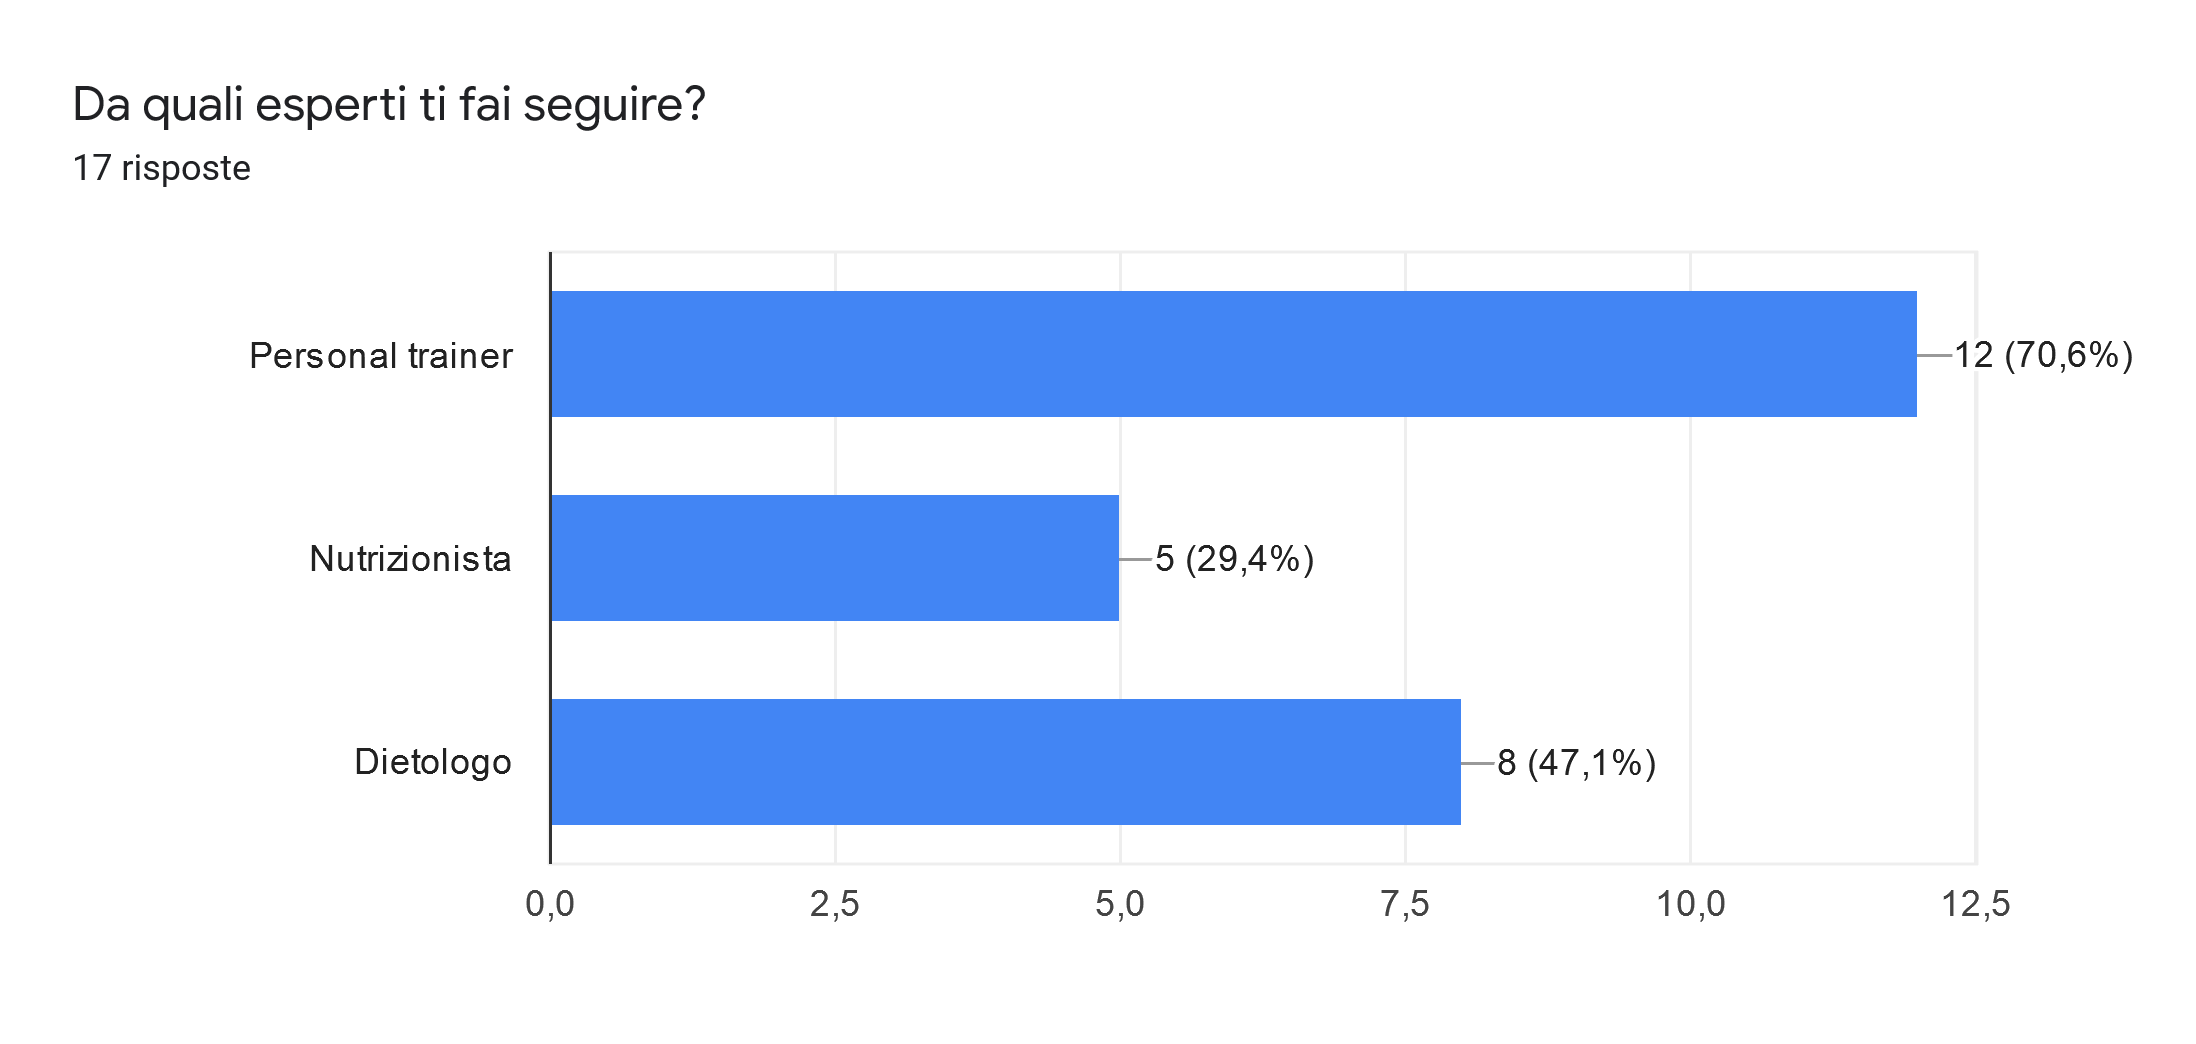 Da quali esperti ti fai seguire?
17 risposte
Personal trainer
12 (70,6%)
Nutrizionista
5 (29,4%)
Dietologo
8 (47,1%)
0,0
2,5
5,0
7,5
10,0
12,5